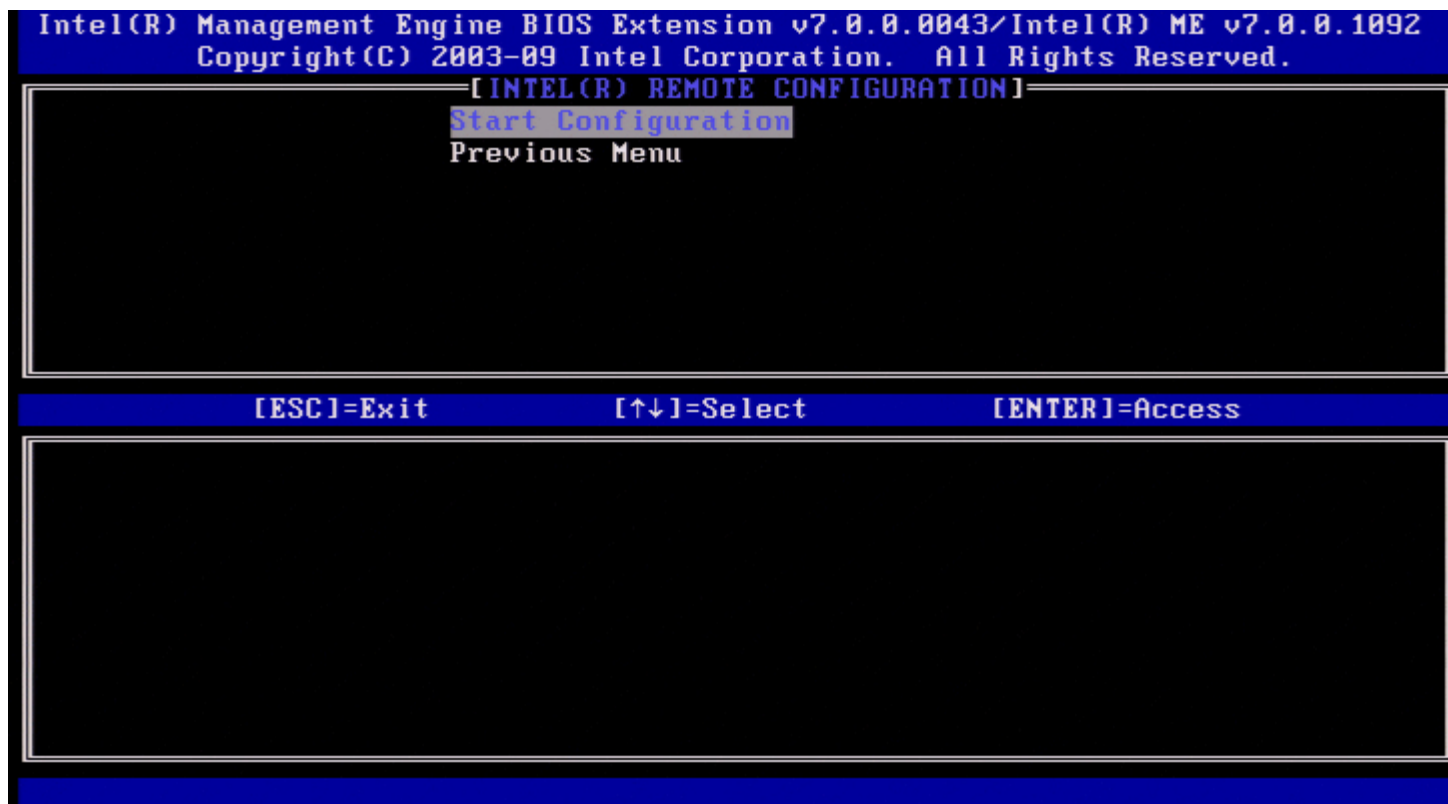 Intel(R) Management Engine BIOS Extension v7.0.0.0043/Intel(R) ME v7.0.0.1092
Copyright(C) 2003-09 Intel Corporation.  All Rights Reserved.
[INTEL(R) REMOTE CONFIGURATION]
Start Configuration
Previous Menu
[ESC]=Exit [↑↓]=Select [ENTER]=Access